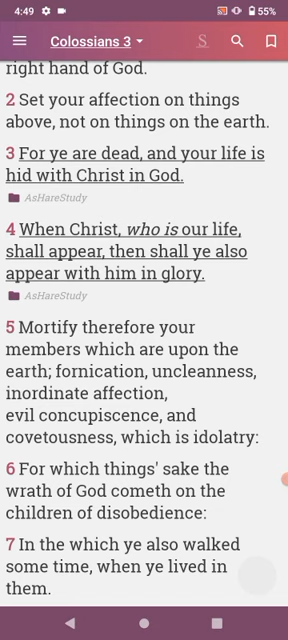 4:49
55%
Colossians 3
S
right hand of God.
2 Set your affection on things
above, not on things on the earth.
3 For ye are dead, and your life is
hid with Christ in God.
AsHareStudy
4 When Christ, who is our life,
shall appear, then shall ye also
appear with him in glory.
AsHareStudy
5 Mortify therefore your
members which are upon the
earth; fornication, uncleanness,
inordinate affection,
evil concupiscence, and
covetousness, which is idolatry:
6 For which things' sake the
wrath of God cometh on the
children of disobedience:
7 In the which ye also walked
some time, when ye lived in
them.